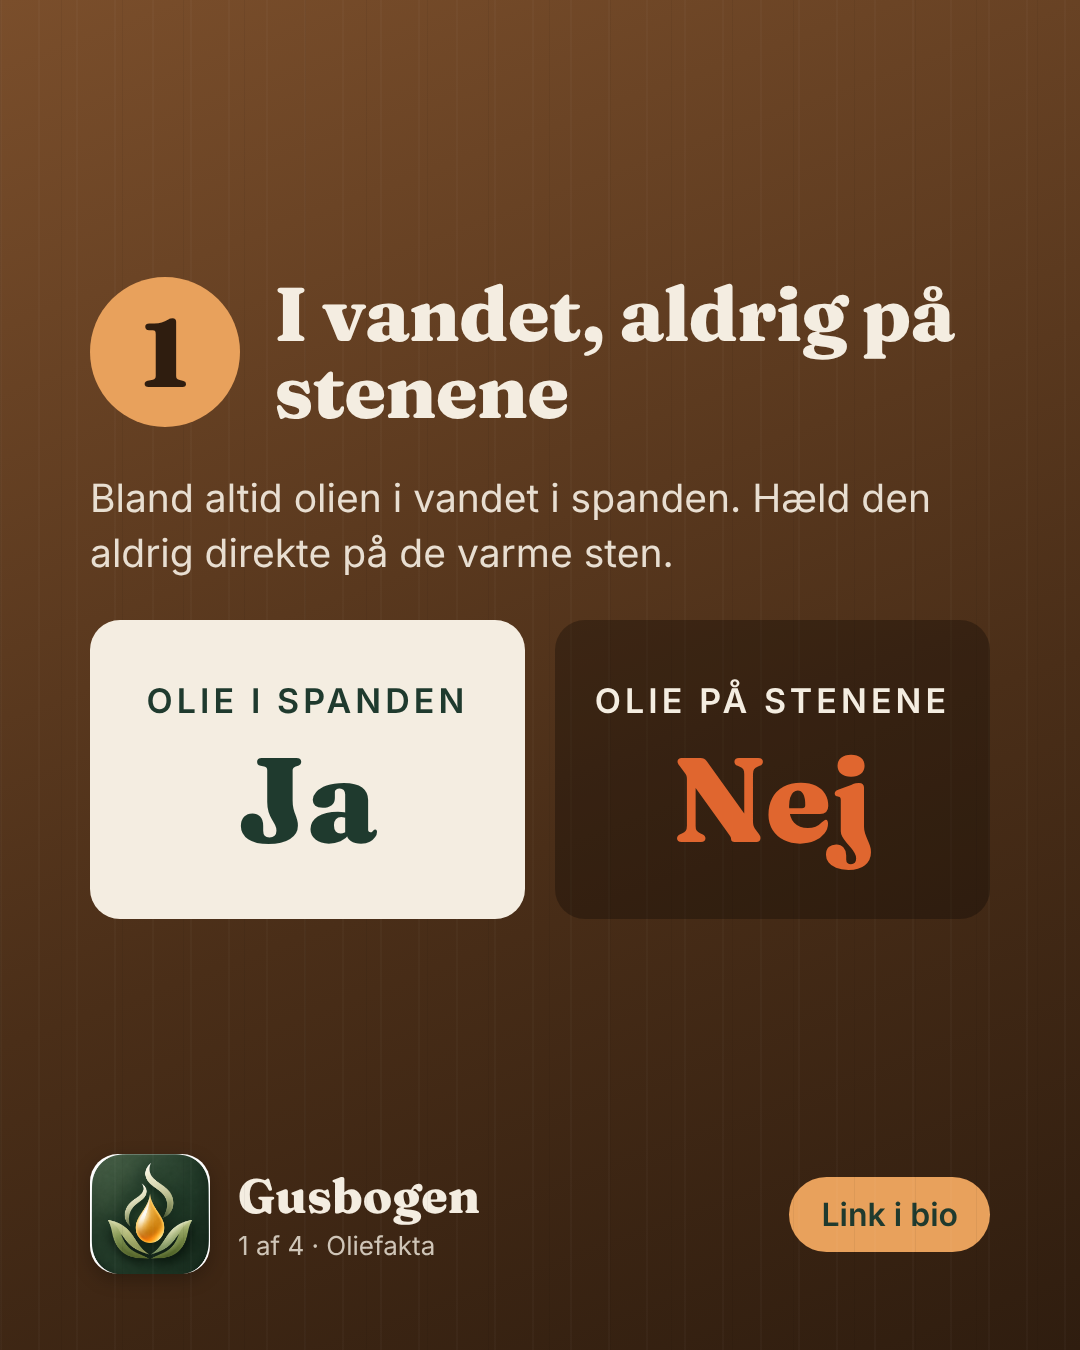 1
I vandet, aldrig på
stenene
Bland altid olien i vandet i spanden. Hæld den
aldrig direkte på de varme sten.
OLIE I SPANDEN
Ja
OLIE PÅ STENENE
Nej
Gusbogen
1 af 4 · Oliefakta
Link i bio